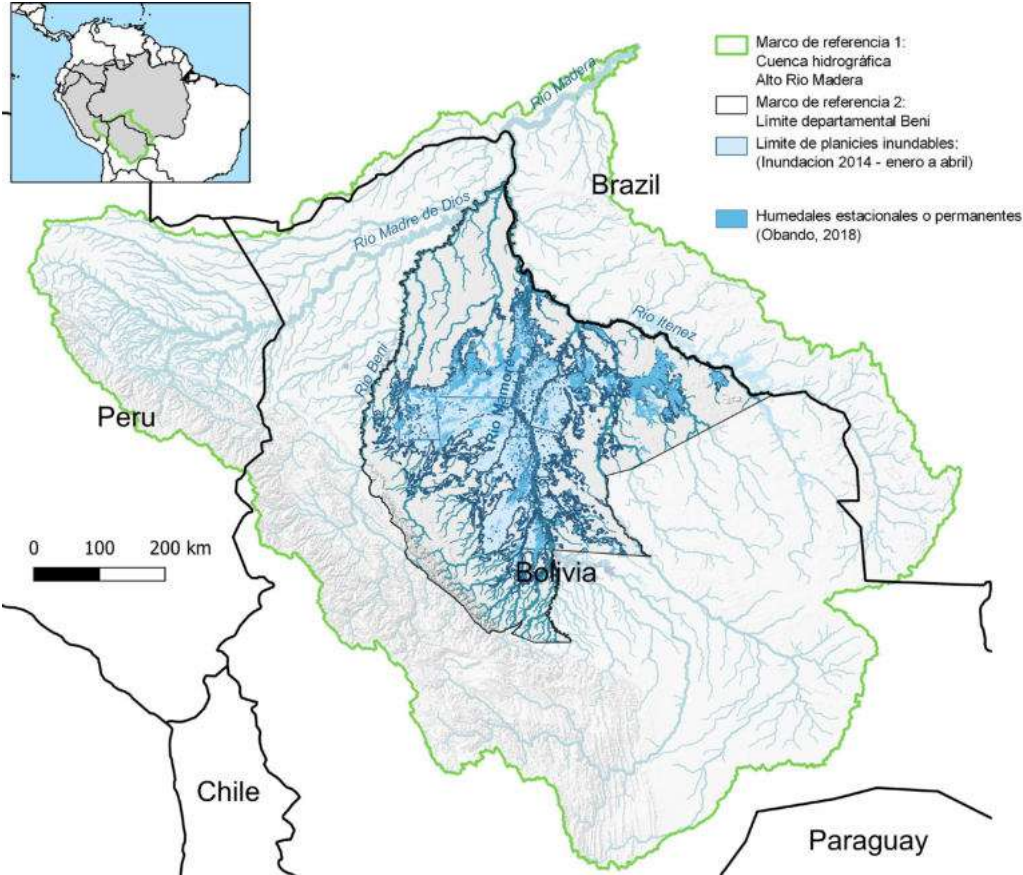 Marco de referencia 1:
Cuenca hidrográfica
Alto Rio Madera
Marco de referencia 2:
Limite departamental Beni
Limite de planicies inundables:
(Inundacion 2014 - enero a abril)
Humedales estacionales o permanentes
(Obando, 2018)
Rio Madera
Brazil
Rio Madre de Dios
Rio Itenez
Rio Beni
Rio Mamoré
Peru
0 100 200 km
Bolivia
Chile
Paraguay